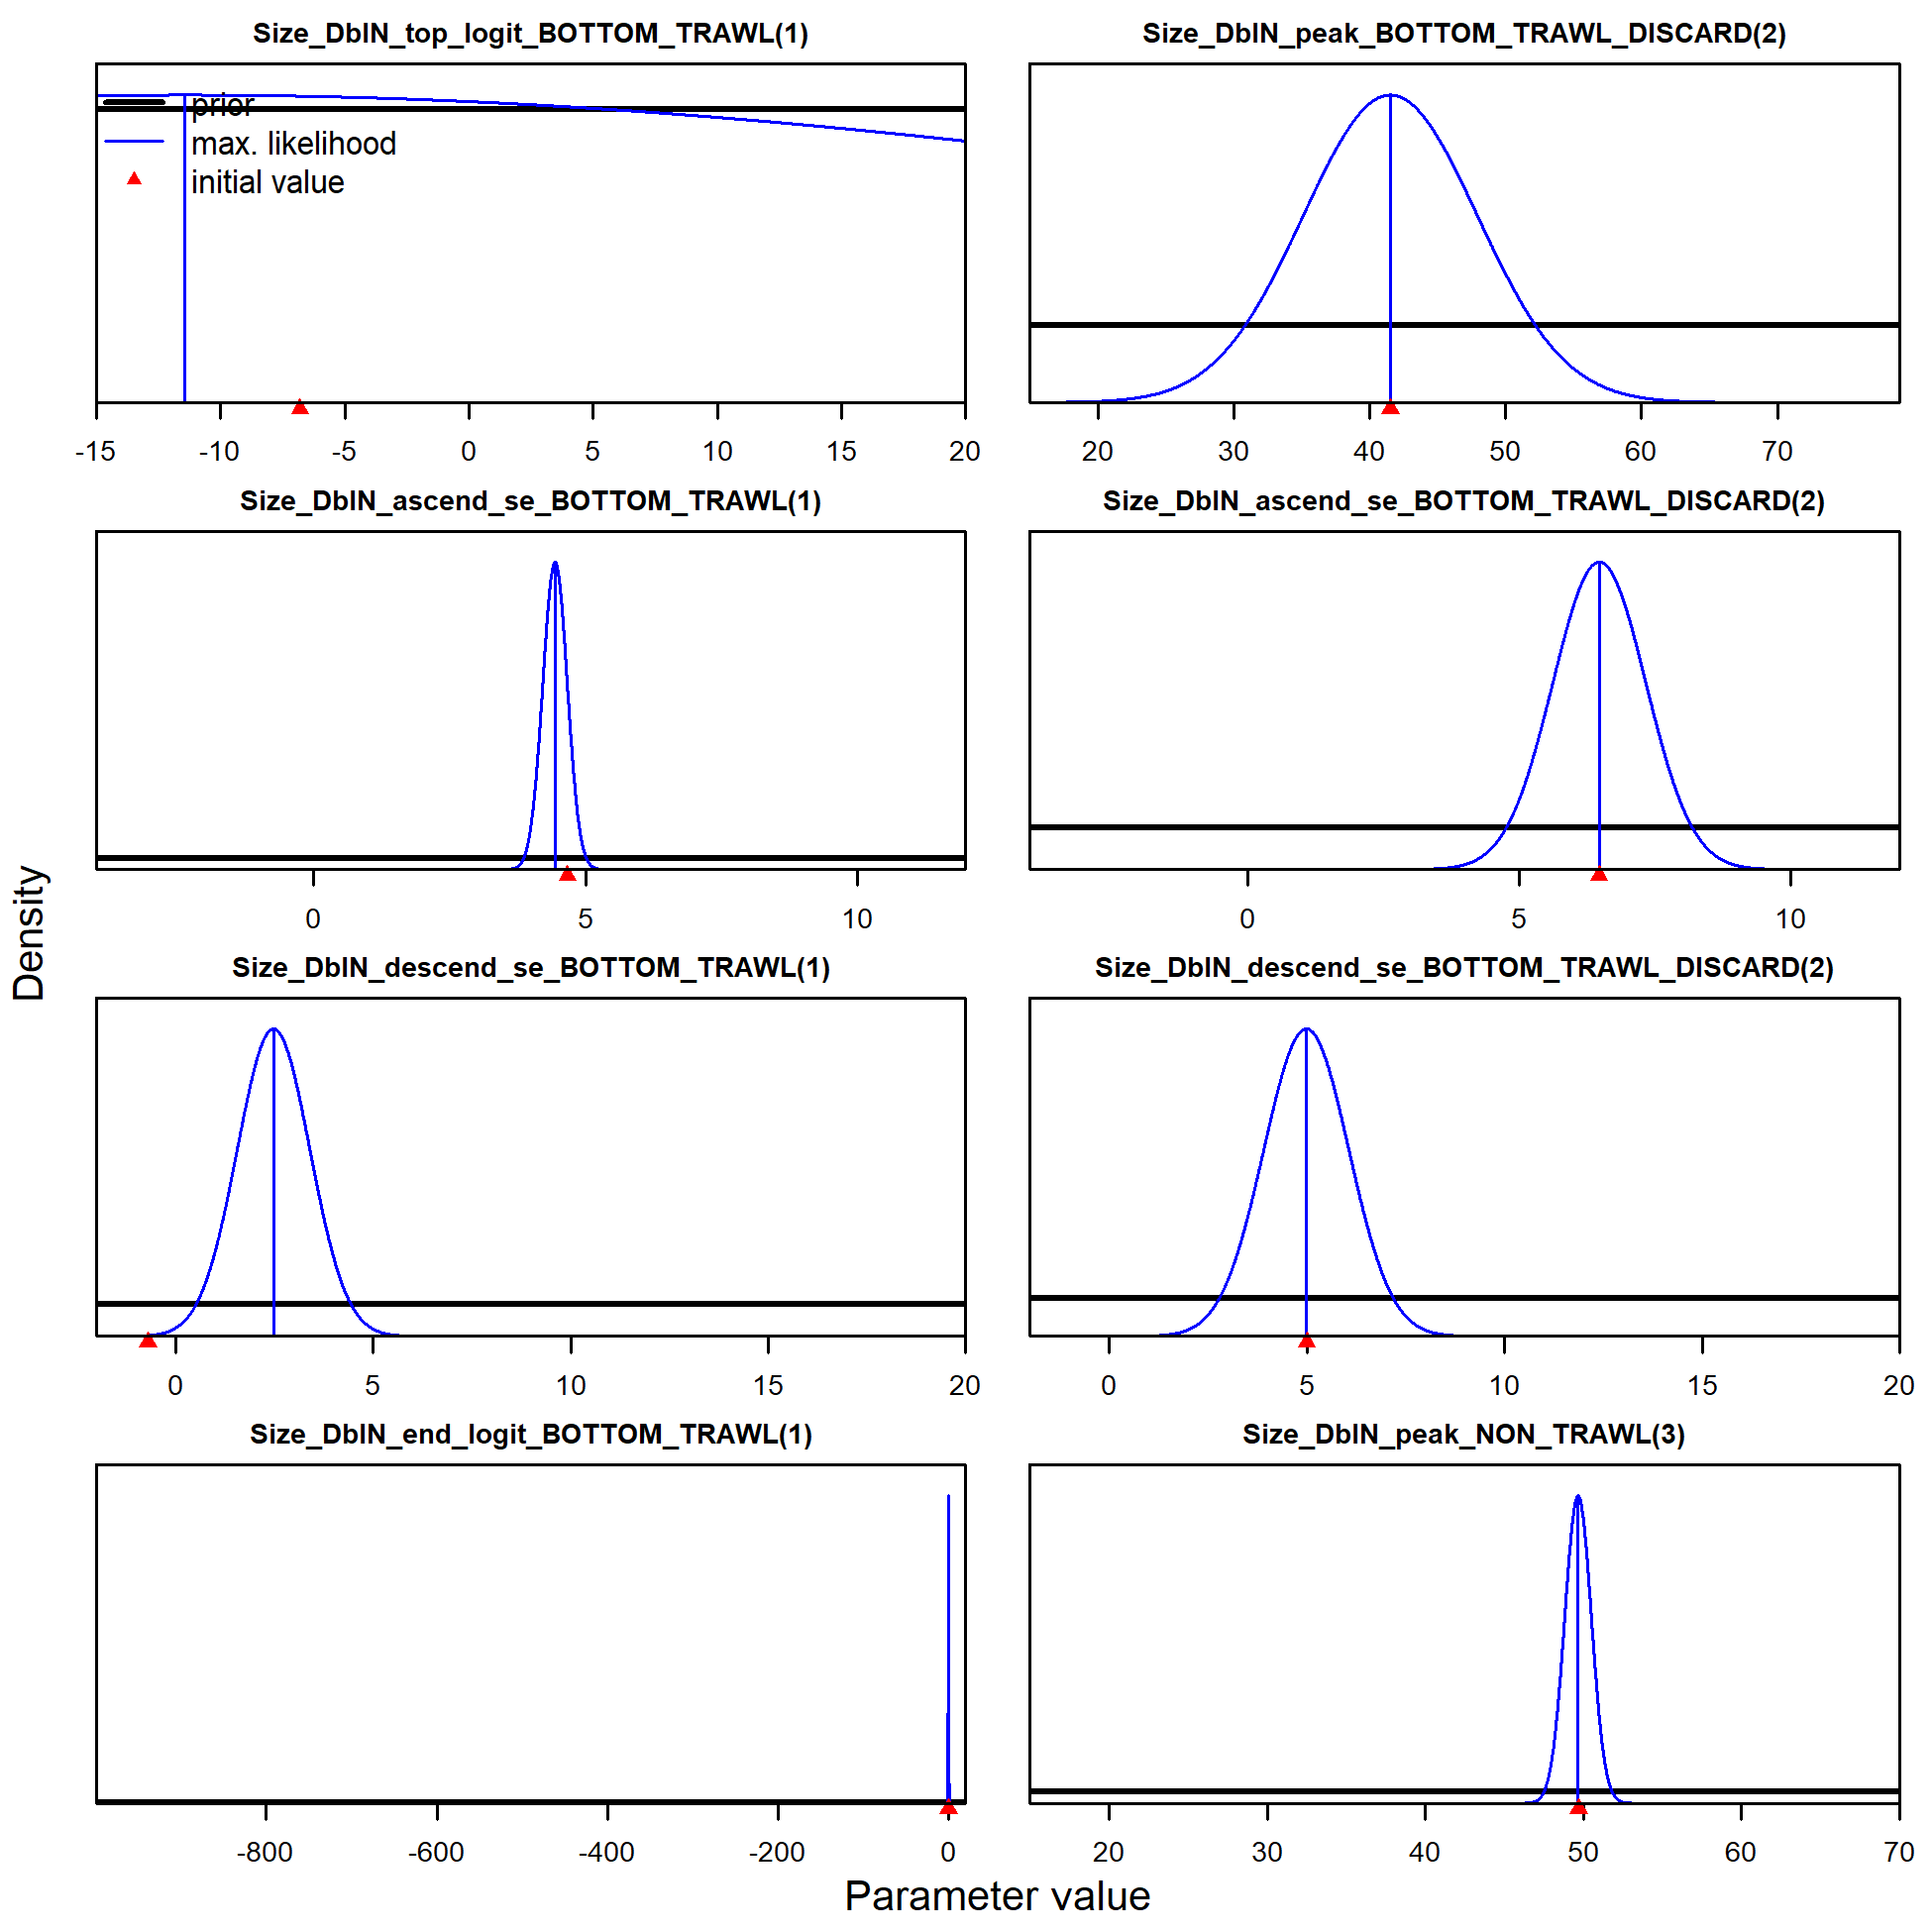 Size_DblN_top_logit_BOTTOM_TRAWL(1)
prior
max. likelihood
initial value
-15 -10 -5 0 5 10 15 20
Size_DblN_peak_BOTTOM_TRAWL_DISCARD(2)
20 30 40 50 60 70
Size_DblN_ascend_se_BOTTOM_TRAWL(1)
0 5 10
Size_DblN_ascend_se_BOTTOM_TRAWL_DISCARD(2)
0 5 10
Size_DblN_descend_se_BOTTOM_TRAWL(1)
0 5 10 15 20
Size_DblN_descend_se_BOTTOM_TRAWL_DISCARD(2)
0 5 10 15 20
Size_DblN_end_logit_BOTTOM_TRAWL(1)
-800 -600 -400 -200 0
Size_DblN_peak_NON_TRAWL(3)
20 30 40 50 60 70
Density
Parameter value